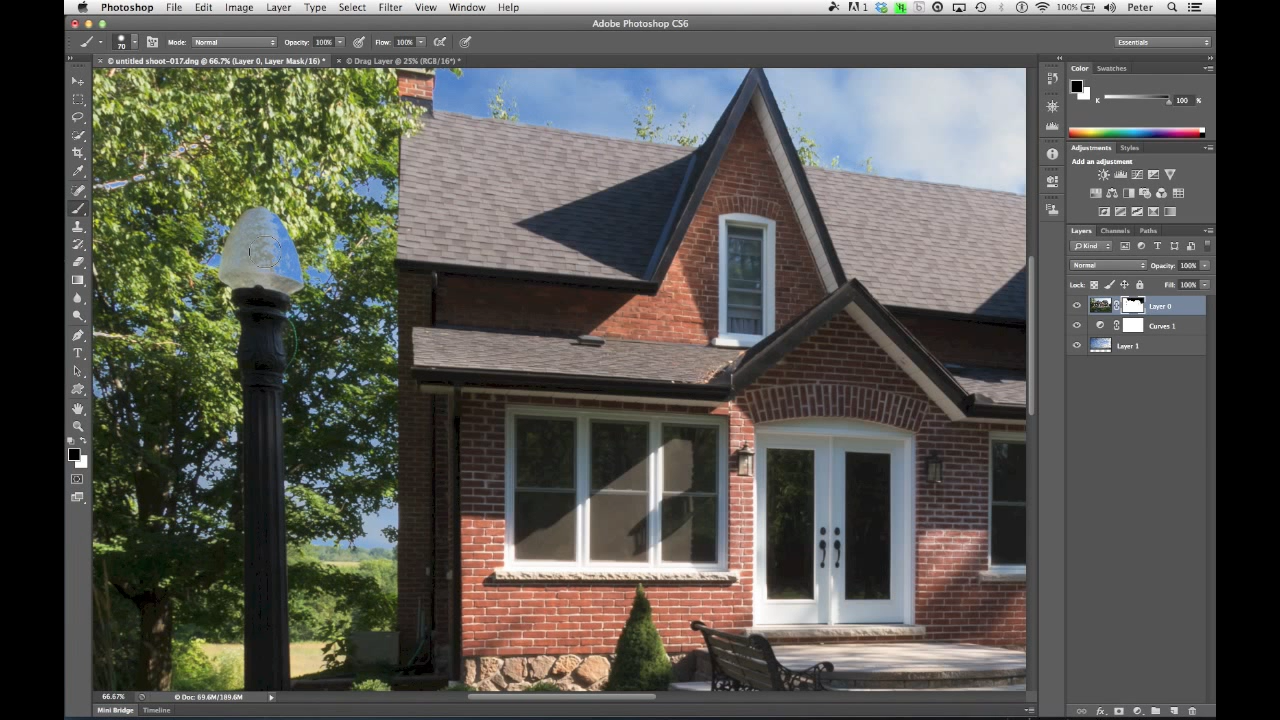 Photoshop File Edit Image Layer Type Select Filter View Window Help 1 100% Peter
Adobe Photoshop CS6
70 Mode: Normal Opacity: 100% Flow: 100% Essentials
× © untitled shoot-017.dng @ 66.7% (Layer 0, Layer Mask/16) * × © Drag Layer @ 25% (RGB/16*) *
Color Swatches
K 100 %
Adjustments Styles
Add an adjustment
Layers Channels Paths
Kind
Normal Opacity: 100%
Lock: Fill: 100%
Layer 0
Curves 1
Layer 1
66.67% © Doc: 69.6M/189.6M
Mini Bridge Timeline